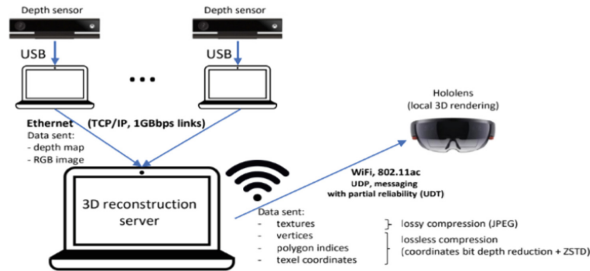 Depth sensor
Depth sensor
USB
USB
...
Ethernet (TCP/IP, 1GBbps links)
Data sent:
- depth map
- RGB image
Hololens
(local 3D rendering)
WiFi, 802.11ac
UDP, messaging
with partial reliability (UDT)
3D reconstruction
server
Data sent:
- textures
- vertices
- polygon indices
- texel coordinates
lossy compression (JPEG)
lossless compression
(coordinates bit depth reduction + ZSTD)